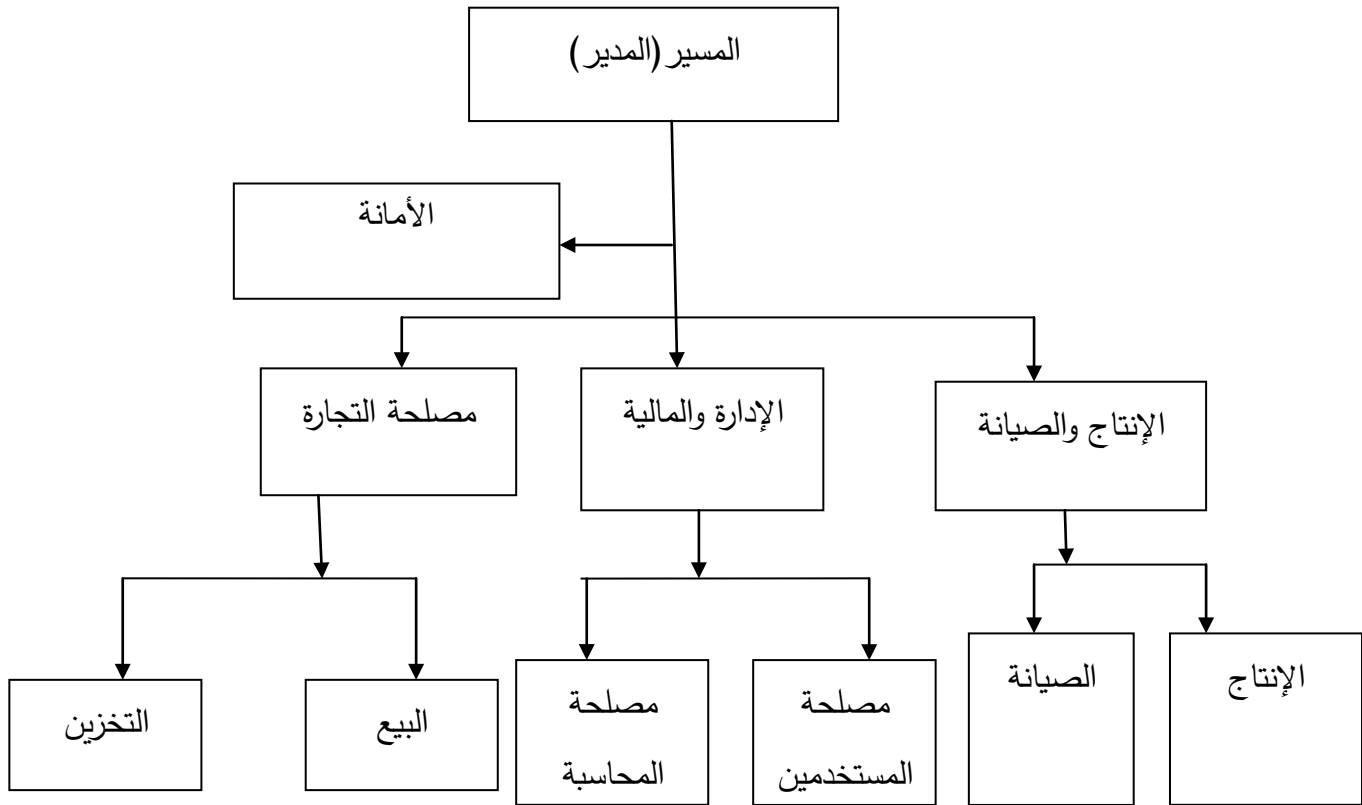 المسير (المدير)
الأمانة
الإنتاج والصيانة
الإدارة والمالية
مصلحة التجارة
الإنتاج
الصيانة
مصلحة
المستخدمين
مصلحة
المحاسبة
البيع
التخزين